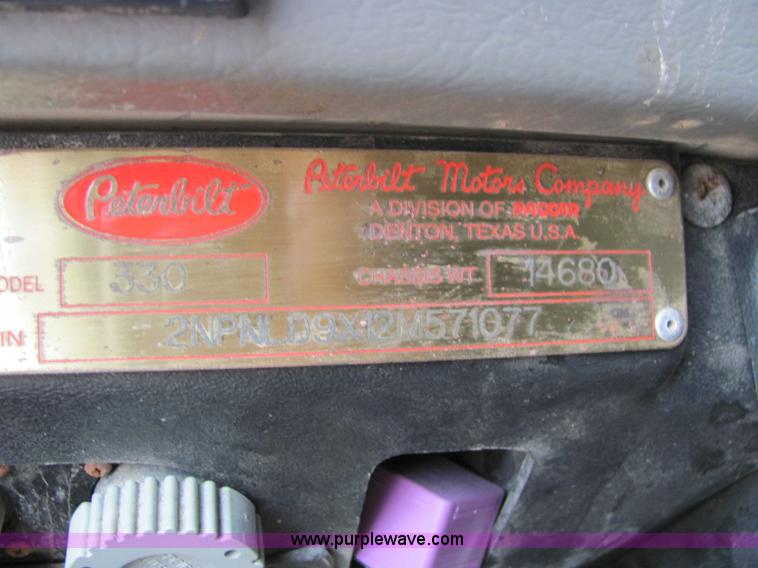 Peterbilt
Peterbilt Motors Company
A DIVISION OF PACCAR
DENTON, TEXAS U.S.A.
ODEL 330 CHASSIS WT. 14680
IN 2NPNLD9X12M571077
www.purplewave.com